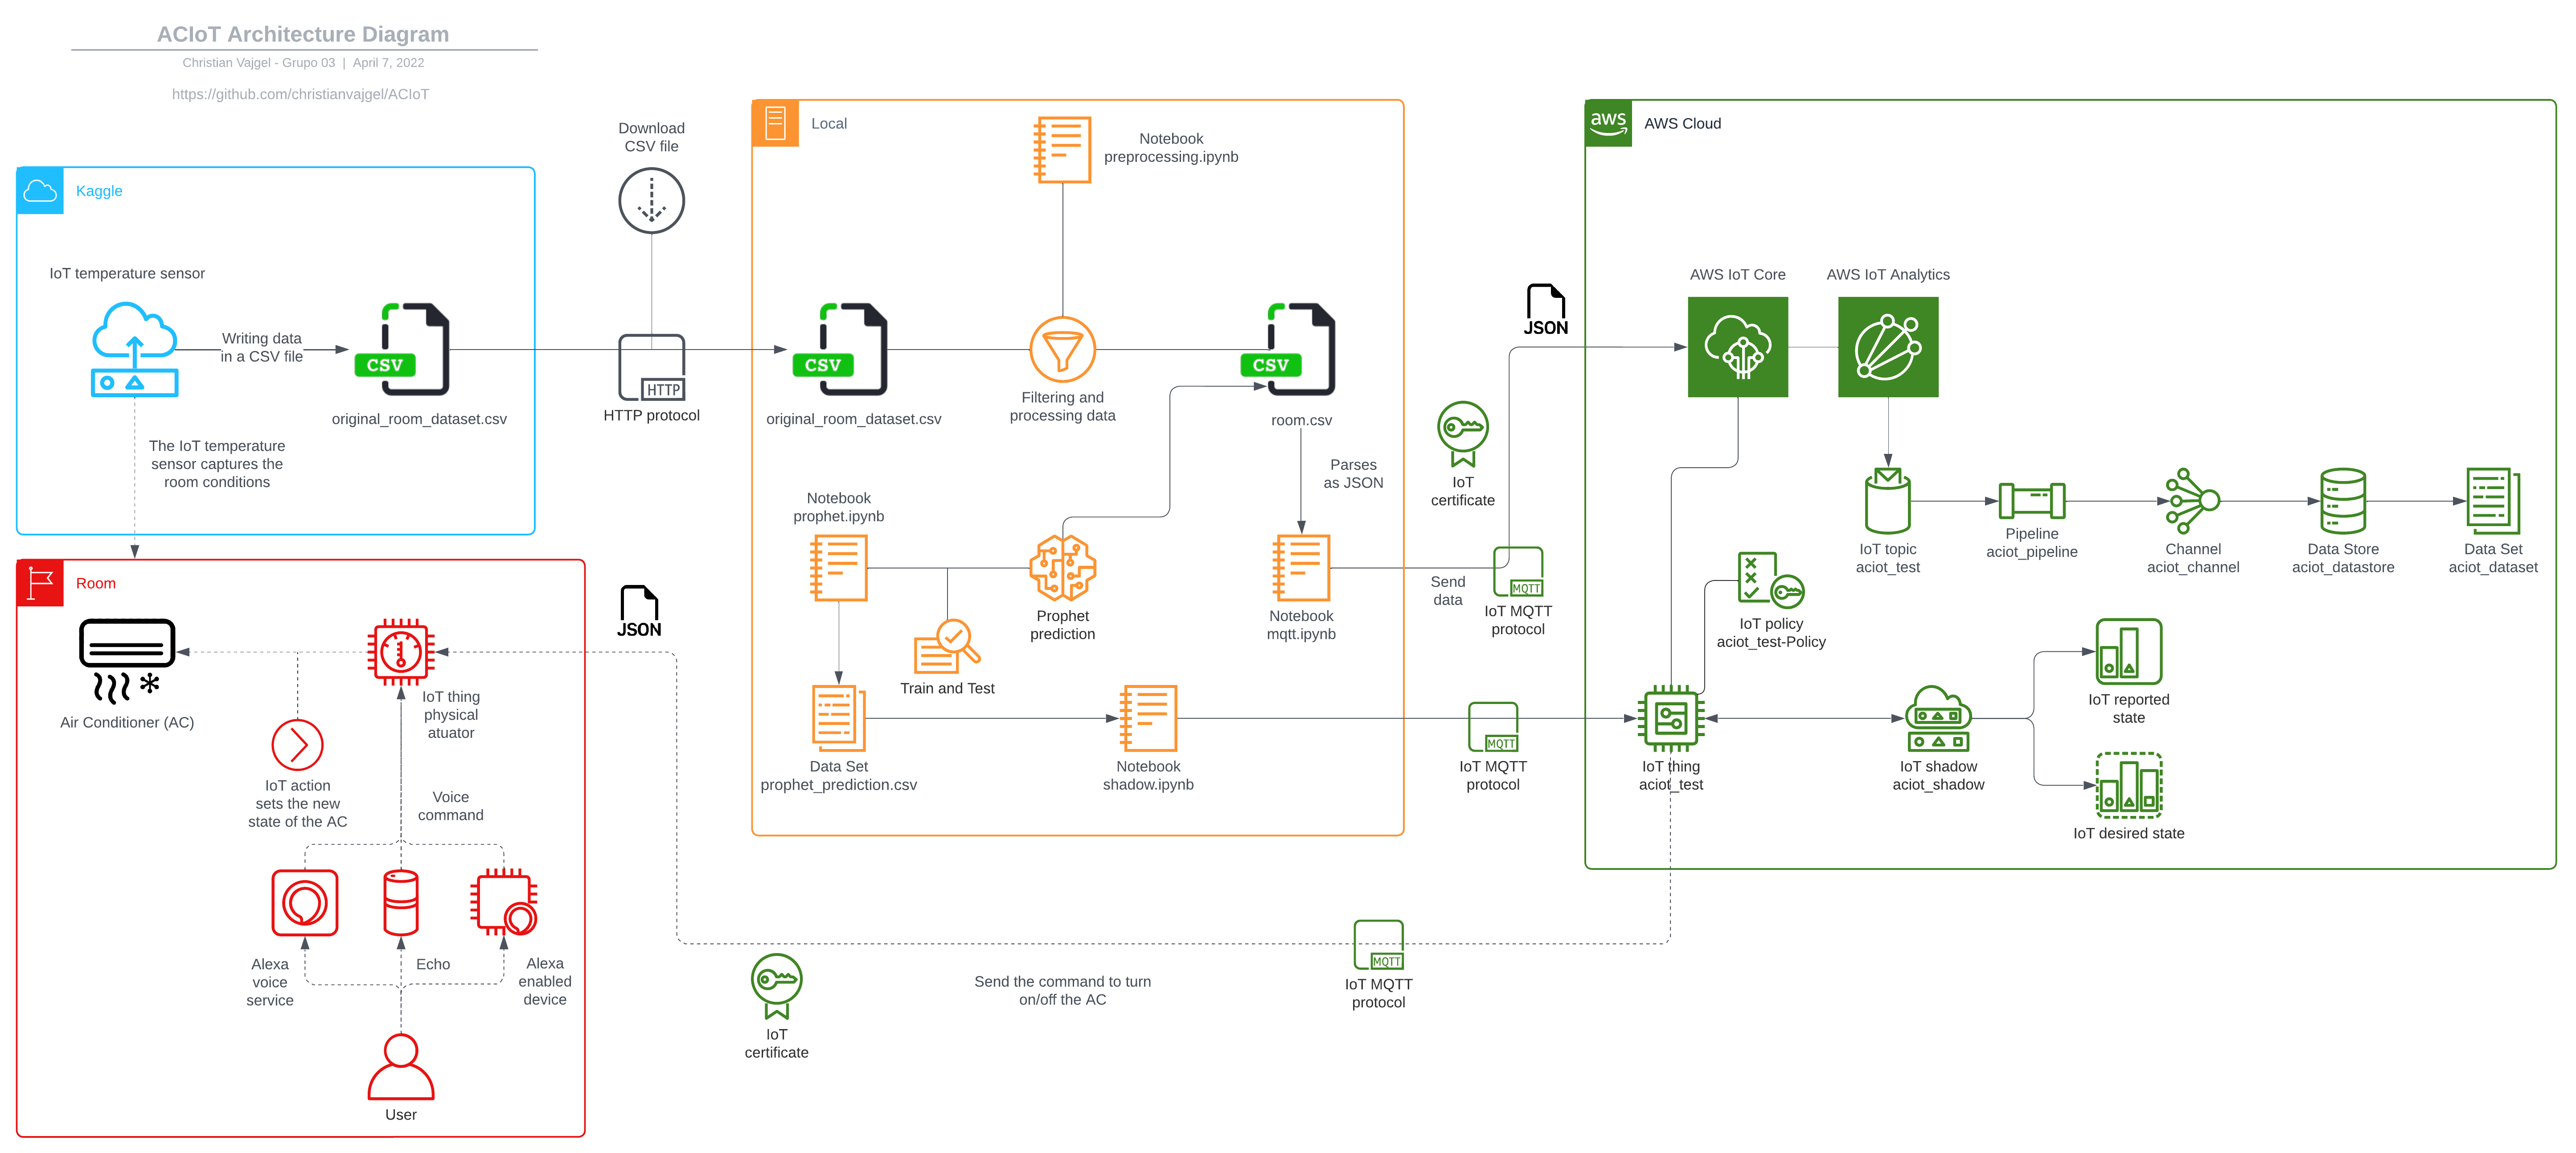 ACIoT Architecture Diagram
Christian Vajgel - Grupo 03 | April 7, 2022
https://github.com/christianvajgel/ACIoT
Kaggle
IoT temperature sensor
Writing data
in a CSV file
CSV
original_room_dataset.csv
The IoT temperature
sensor captures the
room conditions
Download
CSV file
HTTP
HTTP protocol
Local
Notebook
preprocessing.ipynb
CSV
original_room_dataset.csv
Filtering and
processing data
CSV
room.csv
Parses
as JSON
Notebook
prophet.ipynb
Train and Test
Prophet
prediction
Notebook
mqtt.ipynb
Data Set
prophet_prediction.csv
Notebook
shadow.ipynb
Send
data
IoT
certificate
JSON
MQTT
IoT MQTT
protocol
MQTT
IoT MQTT
protocol
aws
AWS Cloud
AWS IoT Core
AWS IoT Analytics
IoT topic
aciot_test
Pipeline
aciot_pipeline
Channel
aciot_channel
Data Store
aciot_datastore
Data Set
aciot_dataset
IoT policy
aciot_test-Policy
IoT thing
aciot_test
IoT shadow
aciot_shadow
IoT reported
state
IoT desired state
Room
Air Conditioner (AC)
IoT thing
physical
atuator
IoT action
sets the new
state of the AC
Voice
command
Alexa
voice
service
Echo
Alexa
enabled
device
User
JSON
IoT
certificate
Send the command to turn
on/off the AC
MQTT
IoT MQTT
protocol